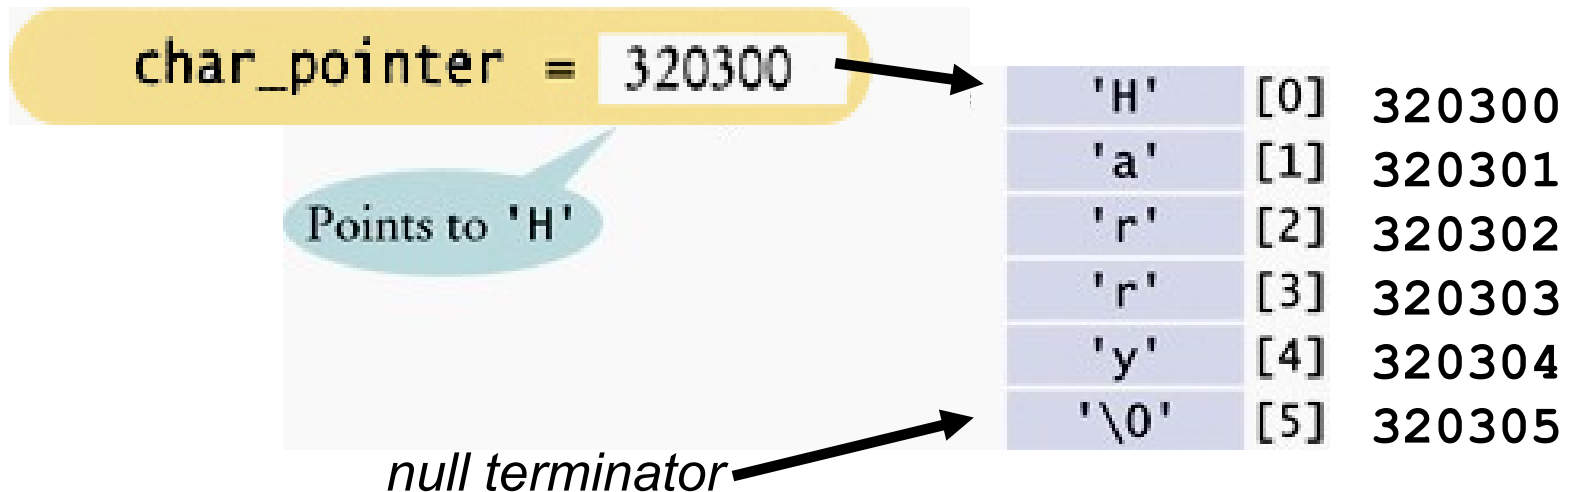 char_pointer = 320300
'H' [0] 320300
'a' [1] 320301
Points to 'H'
'r' [2] 320302
'r' [3] 320303
'y' [4] 320304
'\0' [5] 320305
null terminator